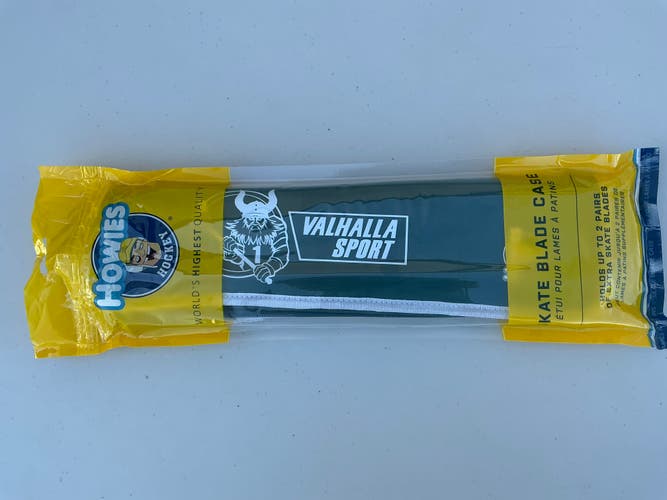 HOWIES
HOCKEY
WORLD'S HIGHEST QUALITY
1
VALHALLA
SPORT
KATE BLADE CASE
ÉTUI POUR LAMES À PATINS
HOLDS UP TO 2 PAIRS
OF EXTRA SKATE BLADES